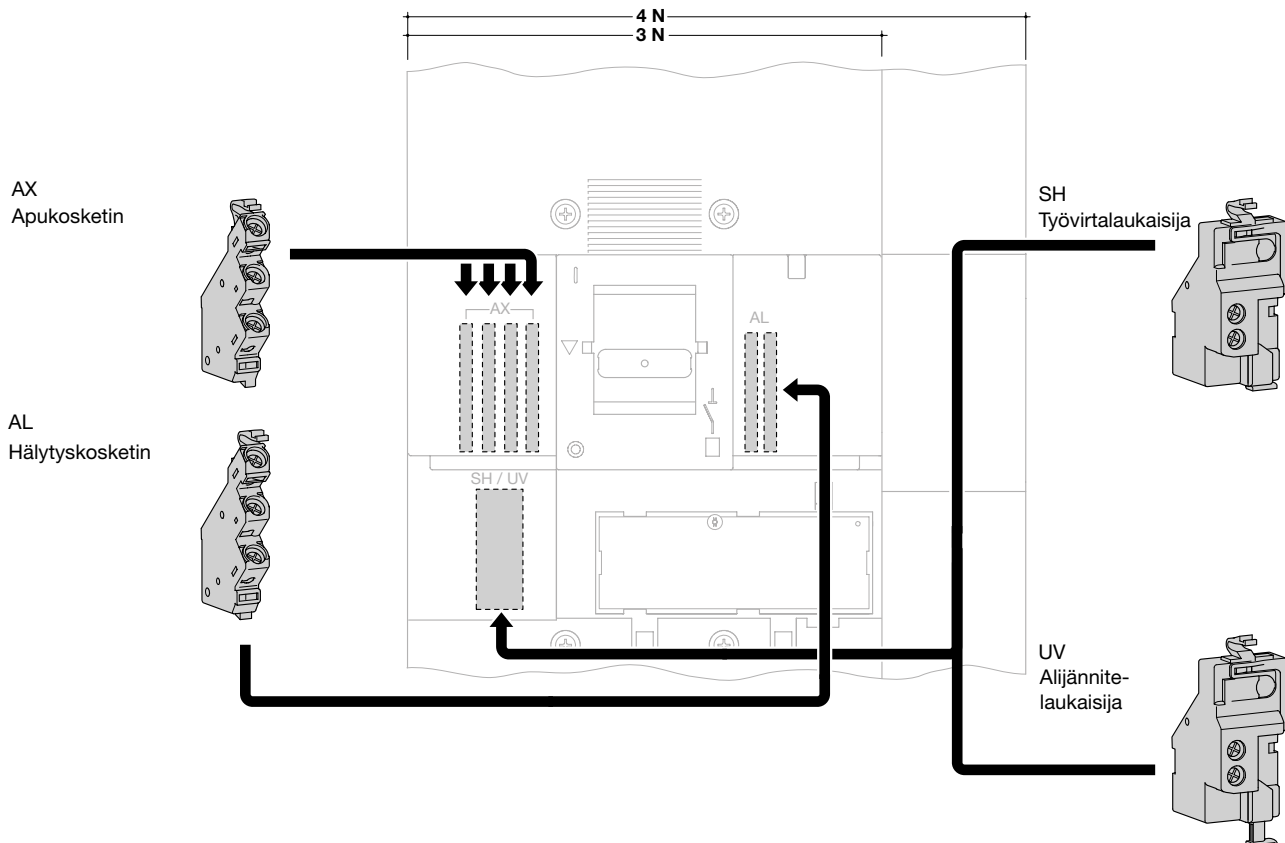 4 N
3 N
AX
Apukosketin
SH
Työvirtalaukaisija
AX
AL
AL
Hälytyskosketin
SH / UV
UV
Alijännite-
laukaisija